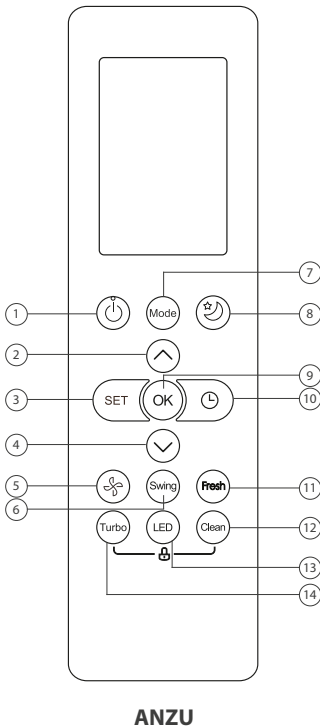 7
1
Mode
8
2
9
3
SET
OK
10
4
5
Swing
Fresh
11
6
Turbo
LED
Clean
12
13
14
ANZU